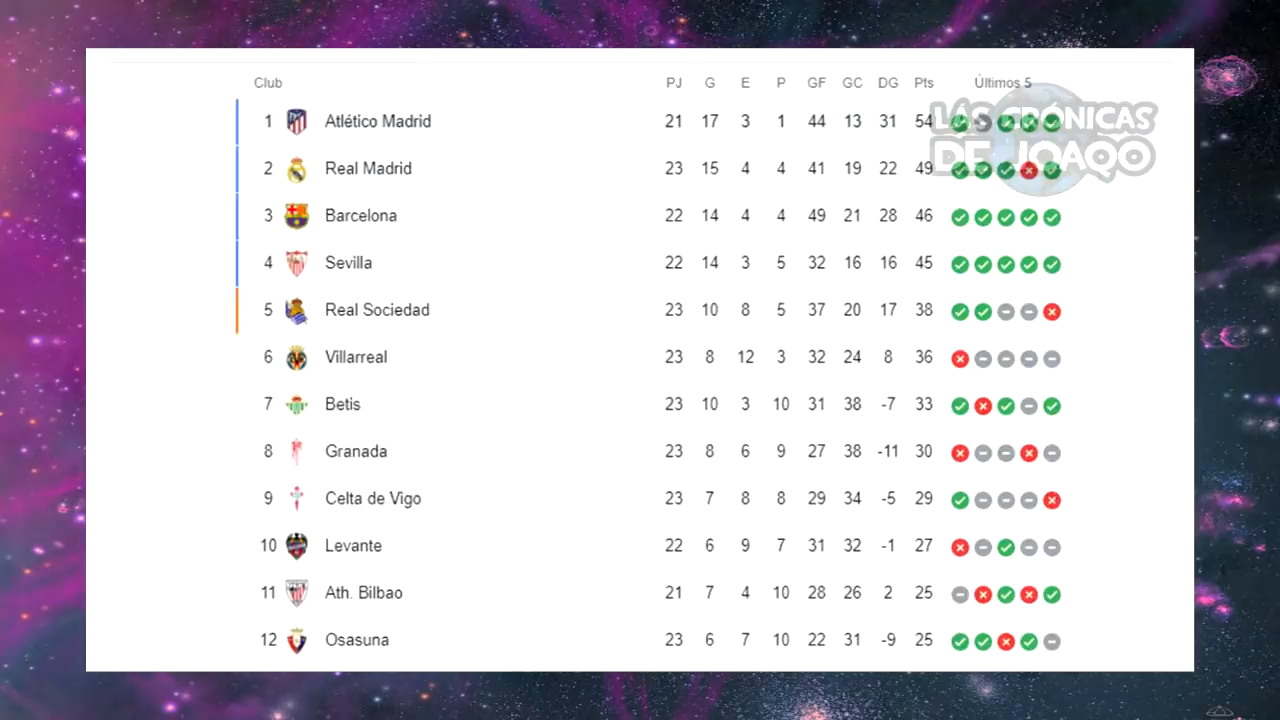 Club PJ G E P GF GC DG Pts Últimos 5
1 Atlético Madrid 21 17 3 1 44 13 31 54
LAS CRÓNICAS
2 Real Madrid 23 15 4 4 41 19 22 49
DE JOAQO
3 Barcelona 22 14 4 4 49 21 28 46
4 Sevilla 22 14 3 5 32 16 16 45
5 Real Sociedad 23 10 8 5 37 20 17 38
6 Villarreal 23 8 12 3 32 24 8 36
7 Betis 23 10 3 10 31 38 -7 33
8 Granada 23 8 6 9 27 38 -11 30
9 Celta de Vigo 23 7 8 8 29 34 -5 29
10 Levante 22 6 9 7 31 32 -1 27
11 Ath. Bilbao 21 7 4 10 28 26 2 25
12 Osasuna 23 6 7 10 22 31 -9 25